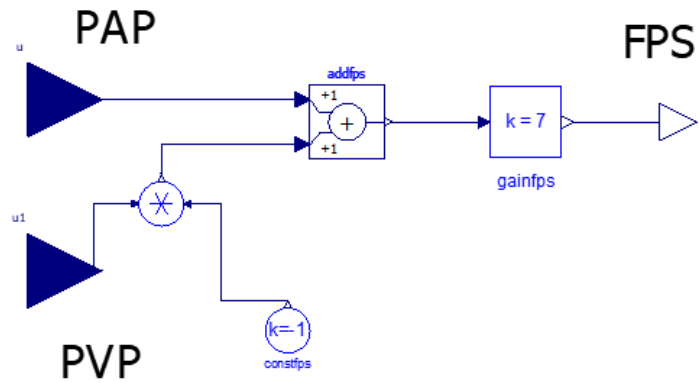 PAP
FPS
u
addfps
+1
+
+1
k = 7
gainfps
u1
k=-1
constfps
PVP